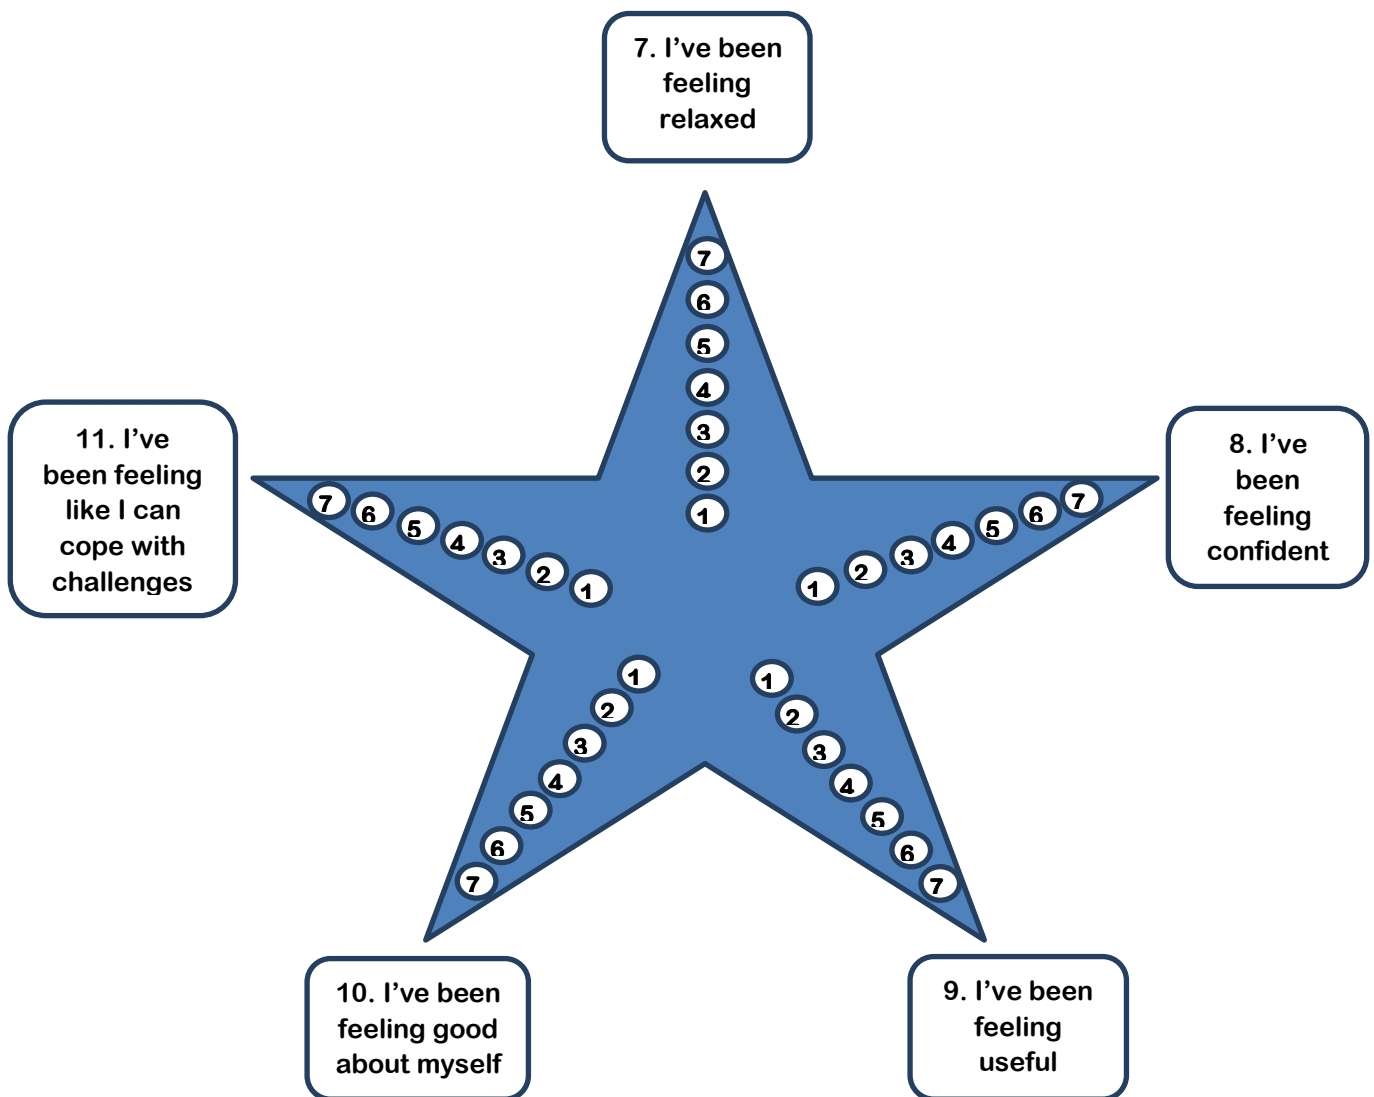 7. I've been
feeling
relaxed
7
6
5
4
3
2
1
11. I've
been feeling
like I can
cope with
challenges
7 6 5 4 3 2 1
8. I've
been
feeling
confident
1 2 3 4 5 6 7
1
2
3
4
5
6
7
1
2
3
4
5
6
7
10. I've been
feeling good
about myself
9. I've been
feeling
useful